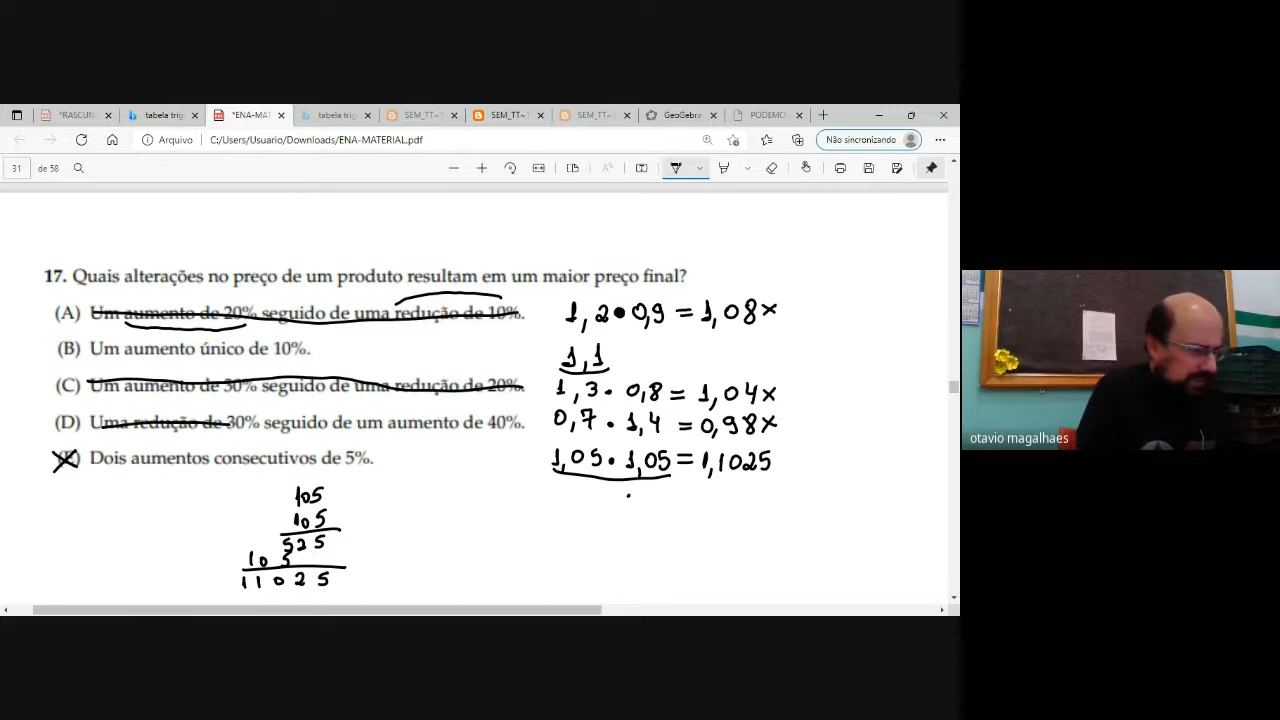 *RASCUN
tabela trig
*ENA-MAT
tabela trig
SEM_TT~
SEM_TT~1
SEM_TT~
GeoGebra
PODEMO
Arquivo C:/Users/Usuario/Downloads/ENA-MATERIAL.pdf Não sincronizando
31 de 58
17. Quais alterações no preço de um produto resultam em um maior preço final?
(A) Um aumento de 20% seguido de uma redução de 10%. 1,2•0,9=1,08x
(B) Um aumento único de 10%. 1,1
(C) Um aumento de 30% seguido de uma redução de 20%. 1,3·0,8=1,04x
(D) Uma redução de 30% seguido de um aumento de 40%. 0,7·1,4=0,98x
Dois aumentos consecutivos de 5%. 1,05·1,05=1,1025
105
105
525
105
11025
otavio magalhaes